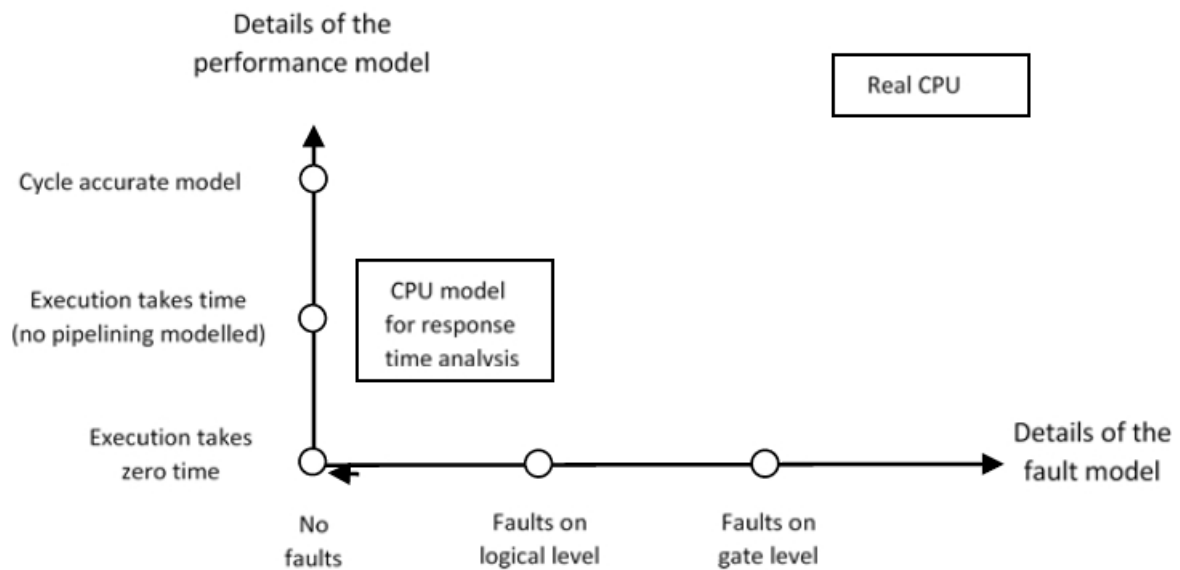 Details of the
performance model
Real CPU
Cycle accurate model
Execution takes time
(no pipelining modelled)
CPU model
for response
time analvsis
Execution takes
zero time
Details of the
fault model
No
faults
Faults on
logical level
Faults on
gate level